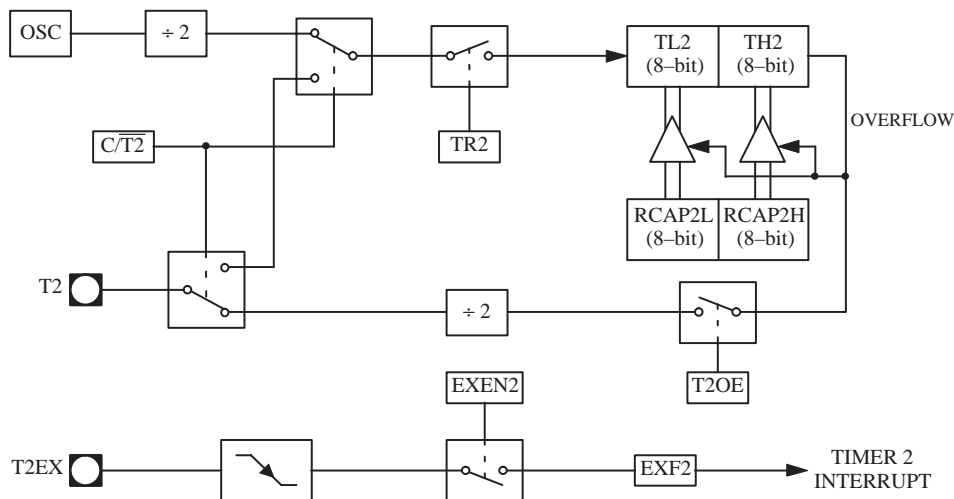 OSC
÷ 2
TL2
(8–bit)
TH2
(8–bit)
C/T2̅
TR2
OVERFLOW
RCAP2L
(8–bit)
RCAP2H
(8–bit)
T2
÷ 2
T2OE
EXEN2
T2EX
EXF2
TIMER 2
INTERRUPT